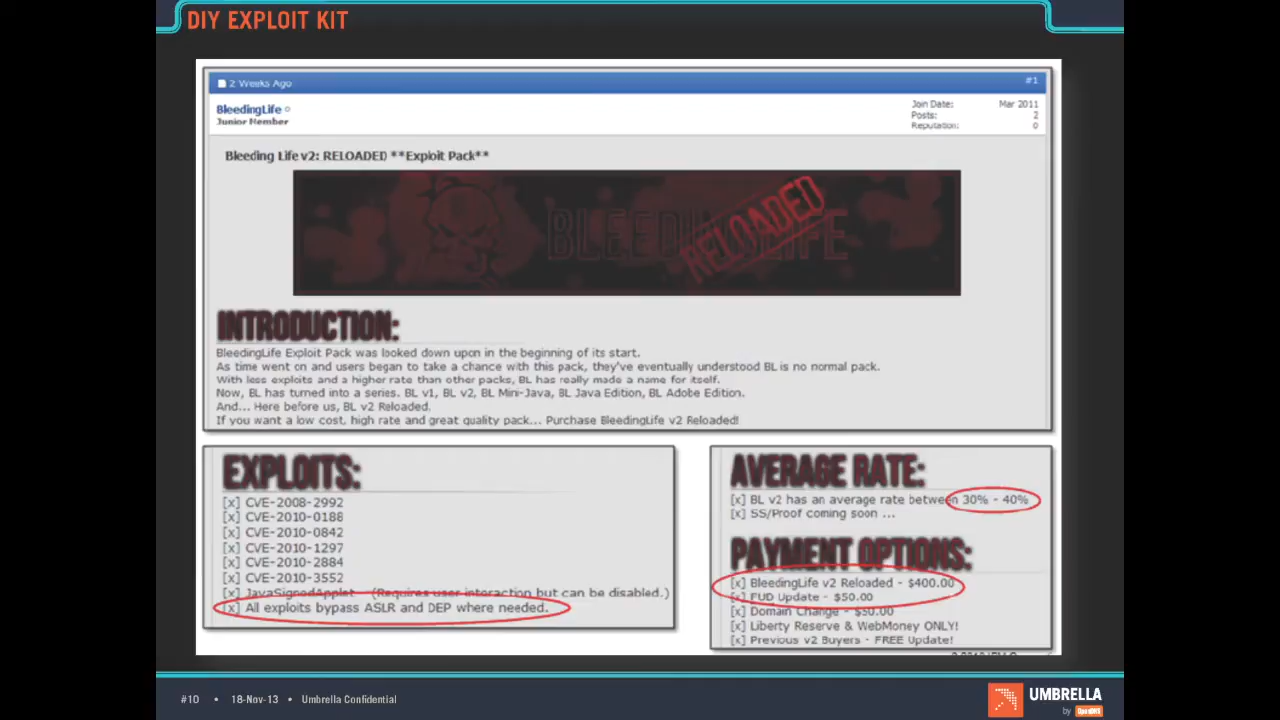 DIY EXPLOIT KIT
2 Weeks Ago
#1
BleedingLife
Junior Member
Join Date: Mar 2011
Posts: 2
Reputation: 0
Bleeding Life v2: RELOADED **Exploit Pack**
BLEEDINGLIFE
RELOADED
INTRODUCTION:
BleedingLife Exploit Pack was looked down upon in the beginning of its start.
As time went on and users began to take a chance with this pack, they've eventually understood BL is no normal pack.
With less exploits and a higher rate than other packs, BL has really made a name for itself.
Now, BL has turned into a series. BL v1, BL v2, BL Mini-Java, BL Java Edition, BL Adobe Edition.
And... Here before us, BL v2 Reloaded.
If you want a low cost, high rate and great quality pack... Purchase BleedingLife v2 Reloaded!
EXPLOITS:
[x] CVE-2008-2992
[x] CVE-2010-0188
[x] CVE-2010-0842
[x] CVE-2010-1297
[x] CVE-2010-2884
[x] CVE-2010-3552
[x] JavaSignedApplet (Requires user interaction but can be disabled.)
[x] All exploits bypass ASLR and DEP where needed.
AVERAGE RATE:
[x] BL v2 has an average rate between 30% - 40%
[x] SS/Proof coming soon ...
PAYMENT OPTIONS:
[x] BleedingLife v2 Reloaded - $400.00
[x] FUD Update - $50.00
[x] Domain Change - $50.00
[x] Liberty Reserve & WebMoney ONLY!
[x] Previous v2 Buyers - FREE Update!
#10 • 18-Nov-13 • Umbrella Confidential
UMBRELLA
by OpenDNS